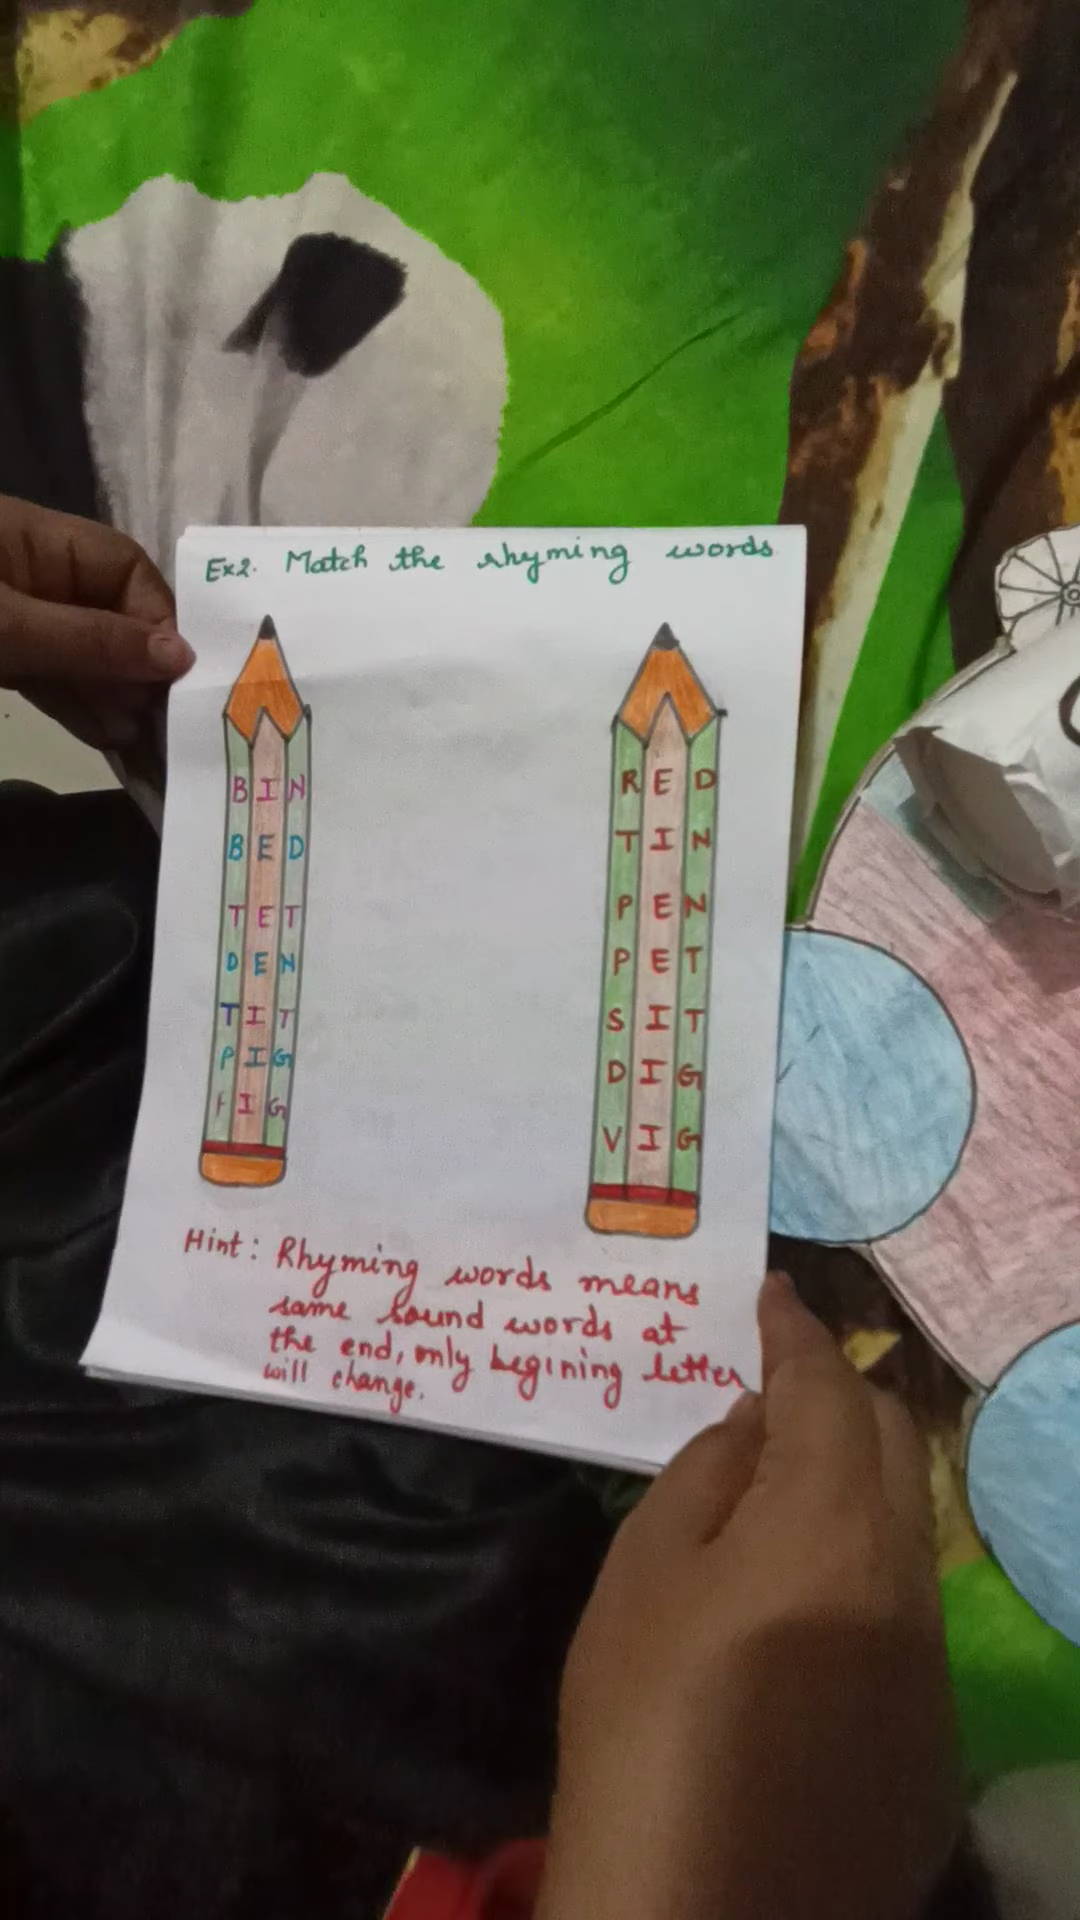 Ex2. Match the rhyming words
BIN
BED
TET
DEN
TIT
PIG
FIG
RED
TIN
PEN
PET
SIT
DIG
VIG
Hint: Rhyming words means
same sound words at
the end, only begining letter
will change.